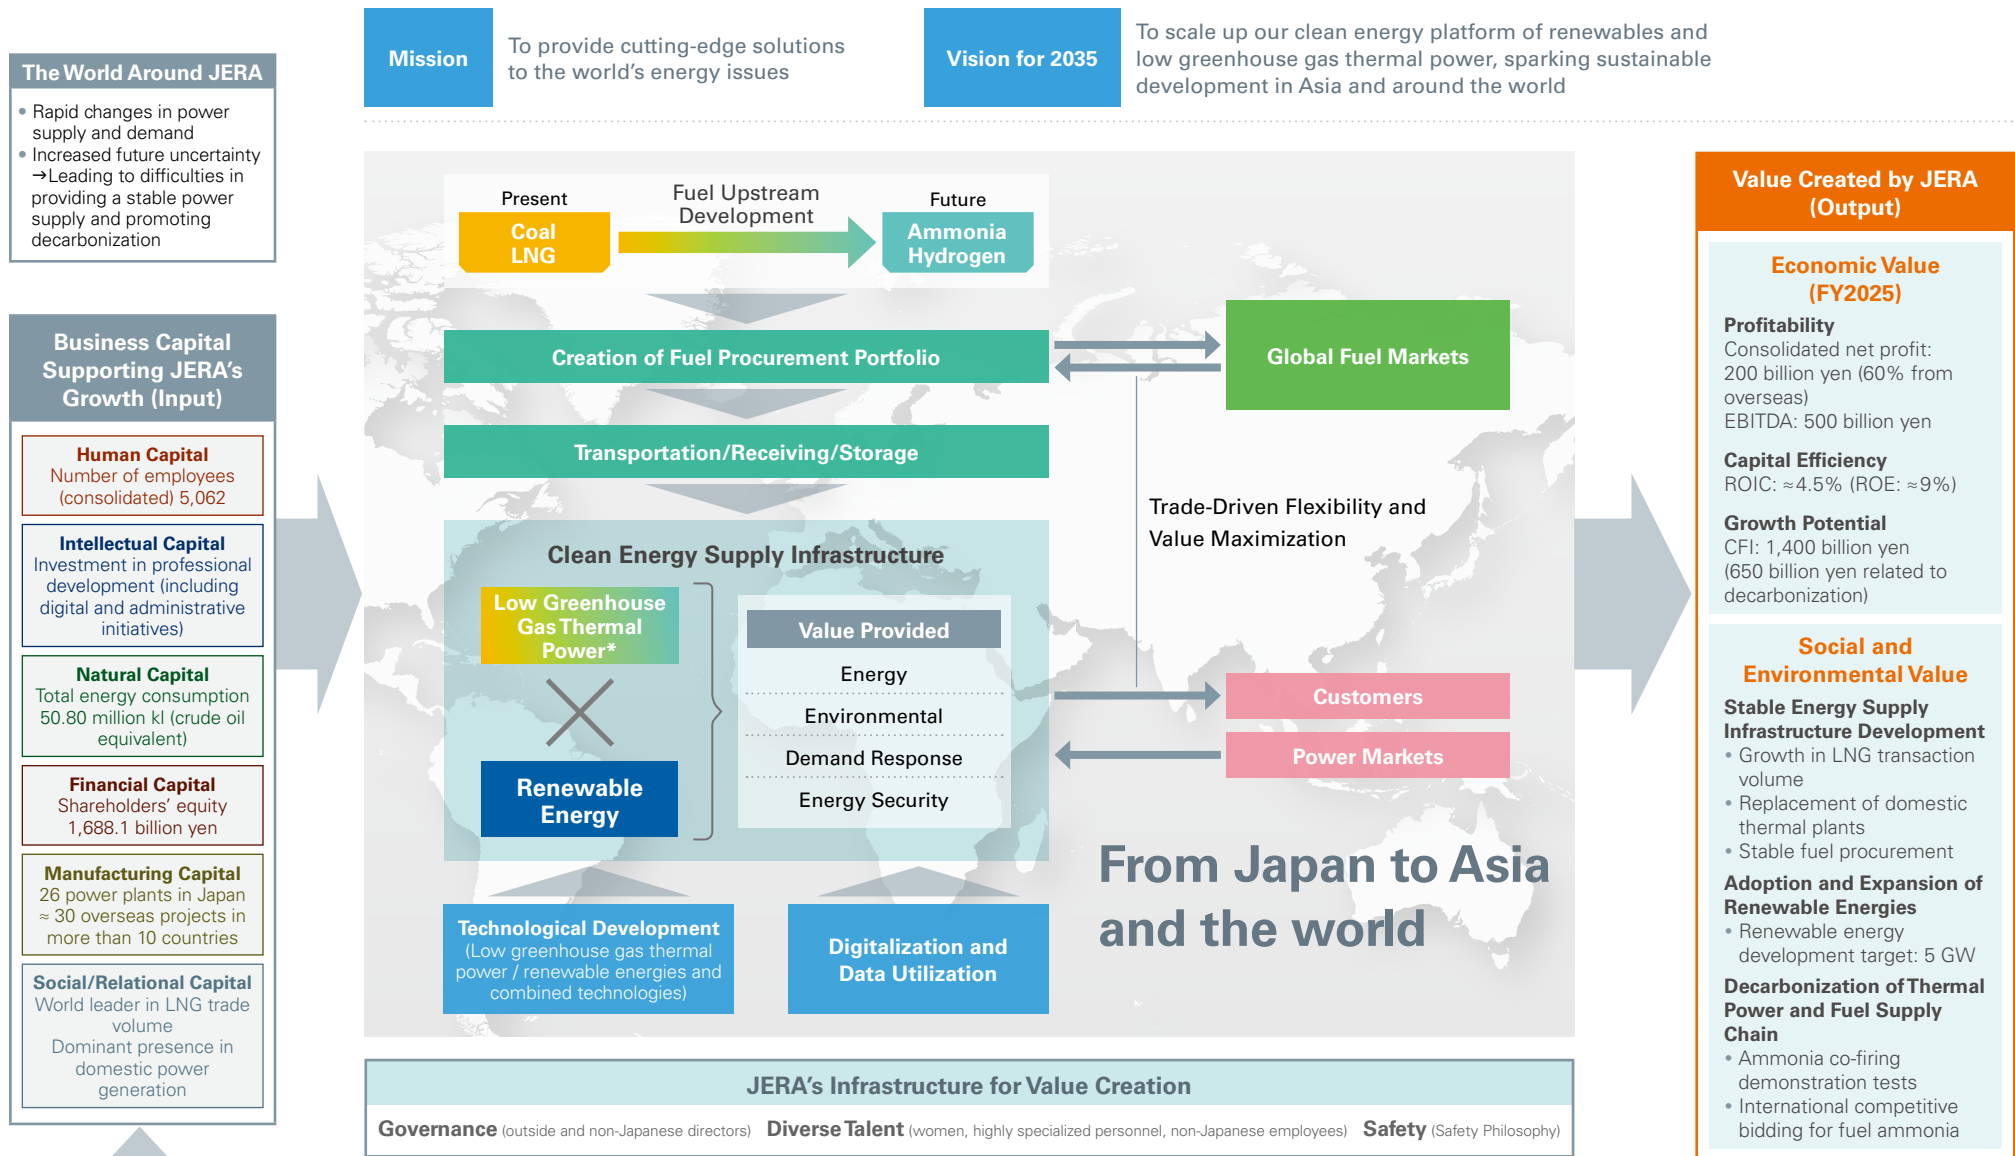 Mission
To provide cutting-edge solutions
to the world's energy issues
Vision for 2035
To scale up our clean energy platform of renewables and
low greenhouse gas thermal power, sparking sustainable
development in Asia and around the world
The World Around JERA
• Rapid changes in power
supply and demand
• Increased future uncertainty
→Leading to difficulties in
providing a stable power
supply and promoting
decarbonization
Business Capital
Supporting JERA's
Growth (Input)
Human Capital
Number of employees
(consolidated) 5,062
Intellectual Capital
Investment in professional
development (including
digital and administrative
initiatives)
Natural Capital
Total energy consumption
50.80 million kl (crude oil
equivalent)
Financial Capital
Shareholders' equity
1,688.1 billion yen
Manufacturing Capital
26 power plants in Japan
≈ 30 overseas projects in
more than 10 countries
Social/Relational Capital
World leader in LNG trade
volume
Dominant presence in
domestic power
generation
Present
Coal
LNG
Fuel Upstream
Development
Future
Ammonia
Hydrogen
Creation of Fuel Procurement Portfolio
Global Fuel Markets
Transportation/Receiving/Storage
Trade-Driven Flexibility and
Value Maximization
Clean Energy Supply Infrastructure
Low Greenhouse
Gas Thermal
Power*
Renewable
Energy
Value Provided
Energy
Environmental
Demand Response
Energy Security
Customers
Power Markets
From Japan to Asia
and the world
Technological Development
(Low greenhouse gas thermal
power / renewable energies and
combined technologies)
Digitalization and
Data Utilization
JERA's Infrastructure for Value Creation
Governance (outside and non-Japanese directors) Diverse Talent (women, highly specialized personnel, non-Japanese employees) Safety (Safety Philosophy)
Value Created by JERA
(Output)
Economic Value
(FY2025)
Profitability
Consolidated net profit:
200 billion yen (60% from
overseas)
EBITDA: 500 billion yen
Capital Efficiency
ROIC: ≈4.5% (ROE: ≈9%)
Growth Potential
CFI: 1,400 billion yen
(650 billion yen related to
decarbonization)
Social and
Environmental Value
Stable Energy Supply
Infrastructure Development
• Growth in LNG transaction
volume
• Replacement of domestic
thermal plants
• Stable fuel procurement
Adoption and Expansion of
Renewable Energies
• Renewable energy
development target: 5 GW
Decarbonization of Thermal
Power and Fuel Supply
Chain
• Ammonia co-firing
demonstration tests
• International competitive
bidding for fuel ammonia